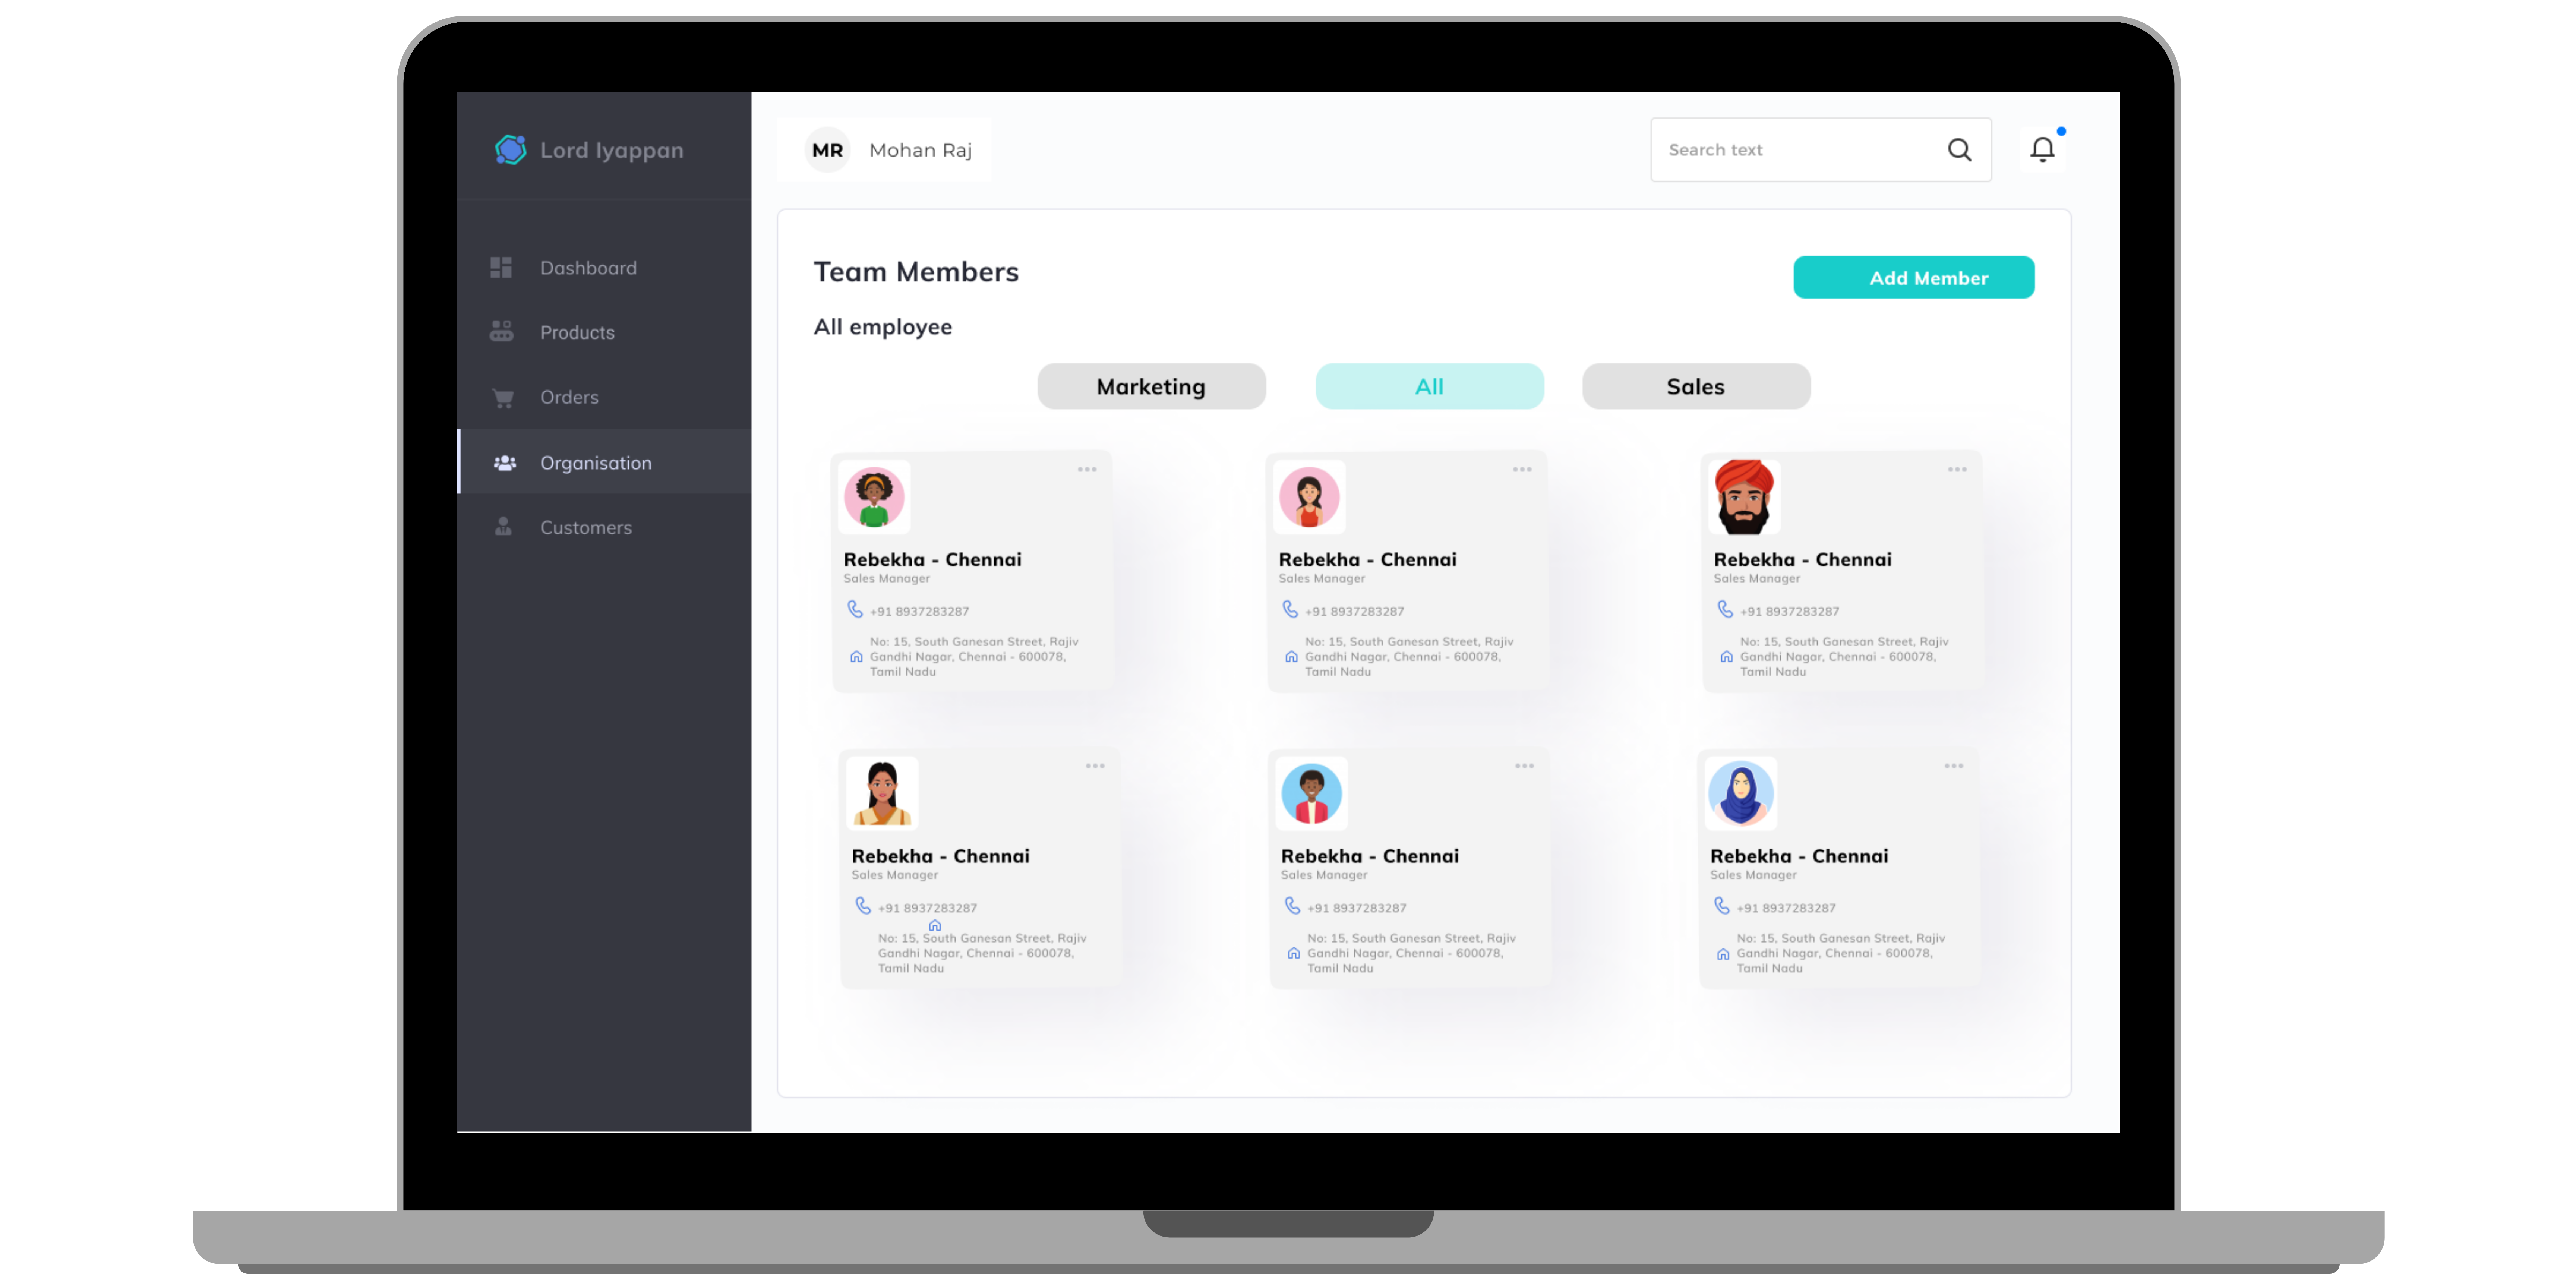 Lord Iyappan
MR Mohan Raj
Search text
Dashboard
Products
Orders
Organisation
Customers
Team Members
Add Member
All employee
Marketing
All
Sales
Rebekha - Chennai
Sales Manager
+91 8937283287
No: 15, South Ganesan Street, Rajiv
Gandhi Nagar, Chennai - 600078,
Tamil Nadu
Rebekha - Chennai
Sales Manager
+91 8937283287
No: 15, South Ganesan Street, Rajiv
Gandhi Nagar, Chennai - 600078,
Tamil Nadu
Rebekha - Chennai
Sales Manager
+91 8937283287
No: 15, South Ganesan Street, Rajiv
Gandhi Nagar, Chennai - 600078,
Tamil Nadu
Rebekha - Chennai
Sales Manager
+91 8937283287
No: 15, South Ganesan Street, Rajiv
Gandhi Nagar, Chennai - 600078,
Tamil Nadu
Rebekha - Chennai
Sales Manager
+91 8937283287
No: 15, South Ganesan Street, Rajiv
Gandhi Nagar, Chennai - 600078,
Tamil Nadu
Rebekha - Chennai
Sales Manager
+91 8937283287
No: 15, South Ganesan Street, Rajiv
Gandhi Nagar, Chennai - 600078,
Tamil Nadu